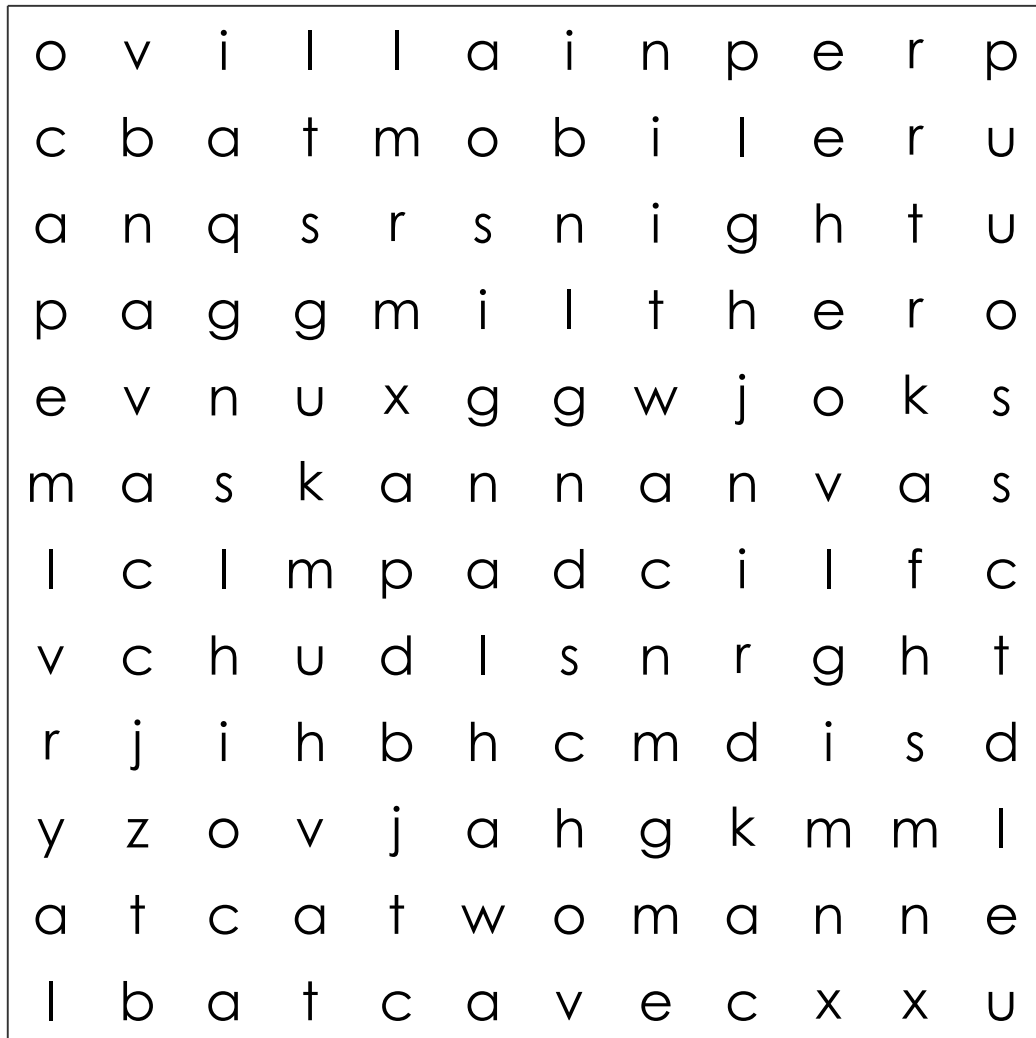 o v i l l a i n p e r p
c b a t m o b i l e r u
a n q s r s n i g h t u
p a g g m i l t h e r o
e v n u x g g w j o k s
m a s k a n n a n v a s
l c l m p a d c i l f c
v c h u d l s n r g h t
r j i h b h c m d i s d
y z o v j a h g k m m l
a t c a t w o m a n n e
l b a t c a v e c x x u